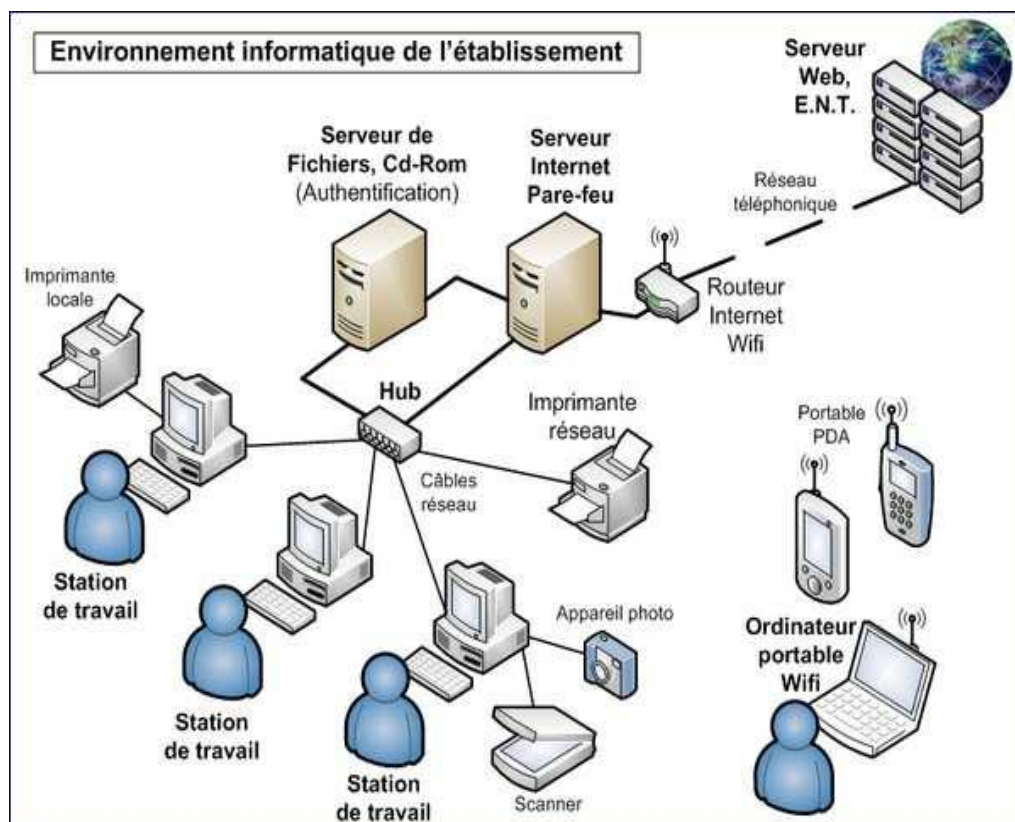 Environnement informatique de l'établissement
Serveur
Web,
E.N.T.
Serveur de
Fichiers, Cd-Rom
(Authentification)
Serveur
Internet
Pare-feu
Réseau
téléphonique
Imprimante
locale
Routeur
Internet
Wifi
Hub
Imprimante
réseau
Portable
PDA
Câbles
réseau
Station
de travail
Appareil photo
Ordinateur
portable
Wifi
Station
de travail
Station
de travail
Scanner